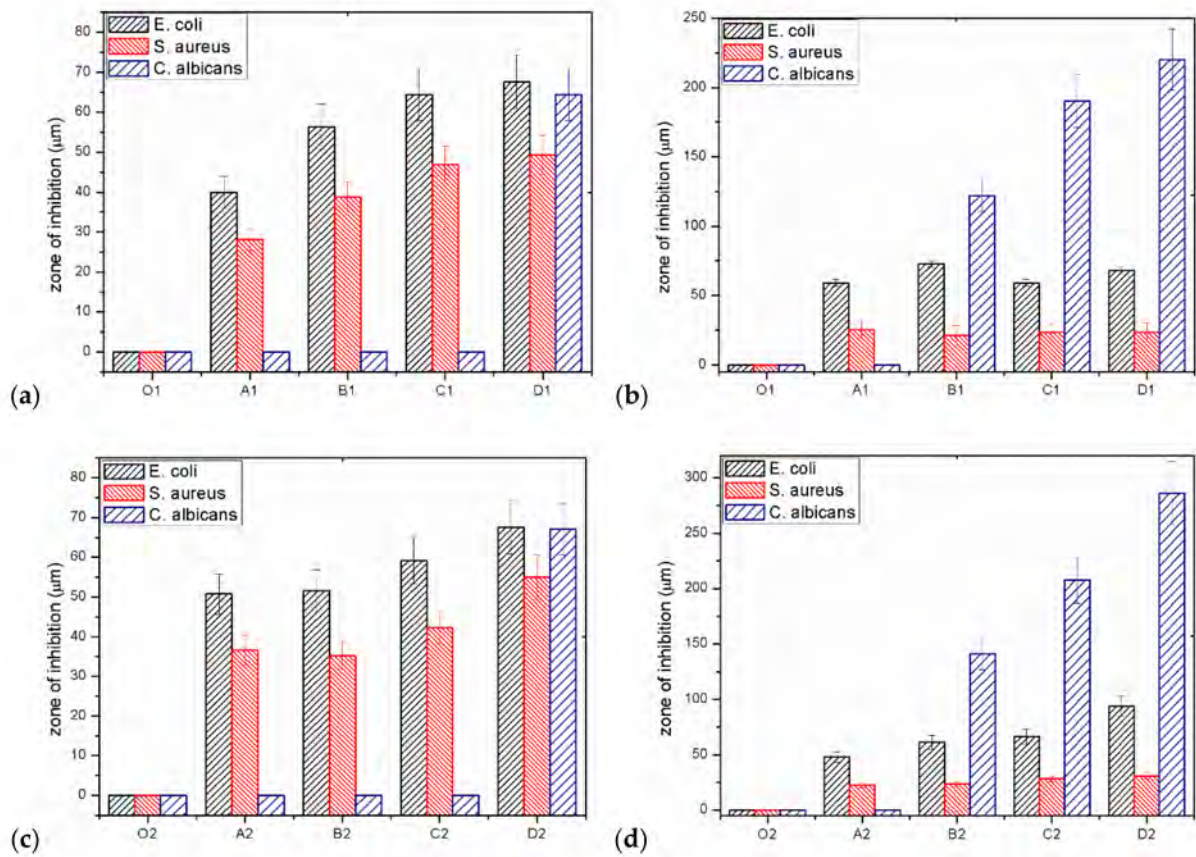 E. coli
S. aureus
C. albicans
zone of inhibition (μm)
80
70
60
50
40
30
20
10
0
O1 A1 B1 C1 D1
(a)
E. coli
S. aureus
C. albicans
zone of inhibition (μm)
250
200
150
100
50
0
O1 A1 B1 C1 D1
(b)
E. coli
S. aureus
C. albicans
zone of inhibition (μm)
80
70
60
50
40
30
20
10
0
O2 A2 B2 C2 D2
(c)
E. coli
S. aureus
C. albicans
zone of inhibition (μm)
300
250
200
150
100
50
0
O2 A2 B2 C2 D2
(d)